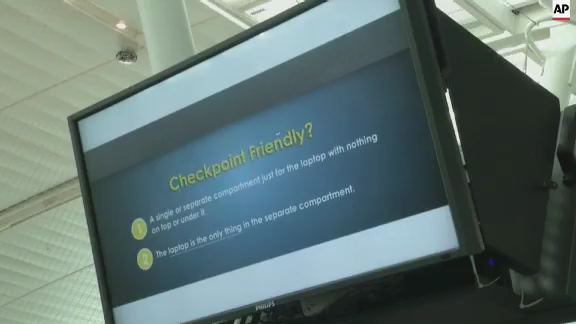 AP
Checkpoint Friendly?
1 A single or separate compartment just for the laptop with nothing
on top or under it.
2 The laptop is the only thing in the separate compartment.
PHILIPS